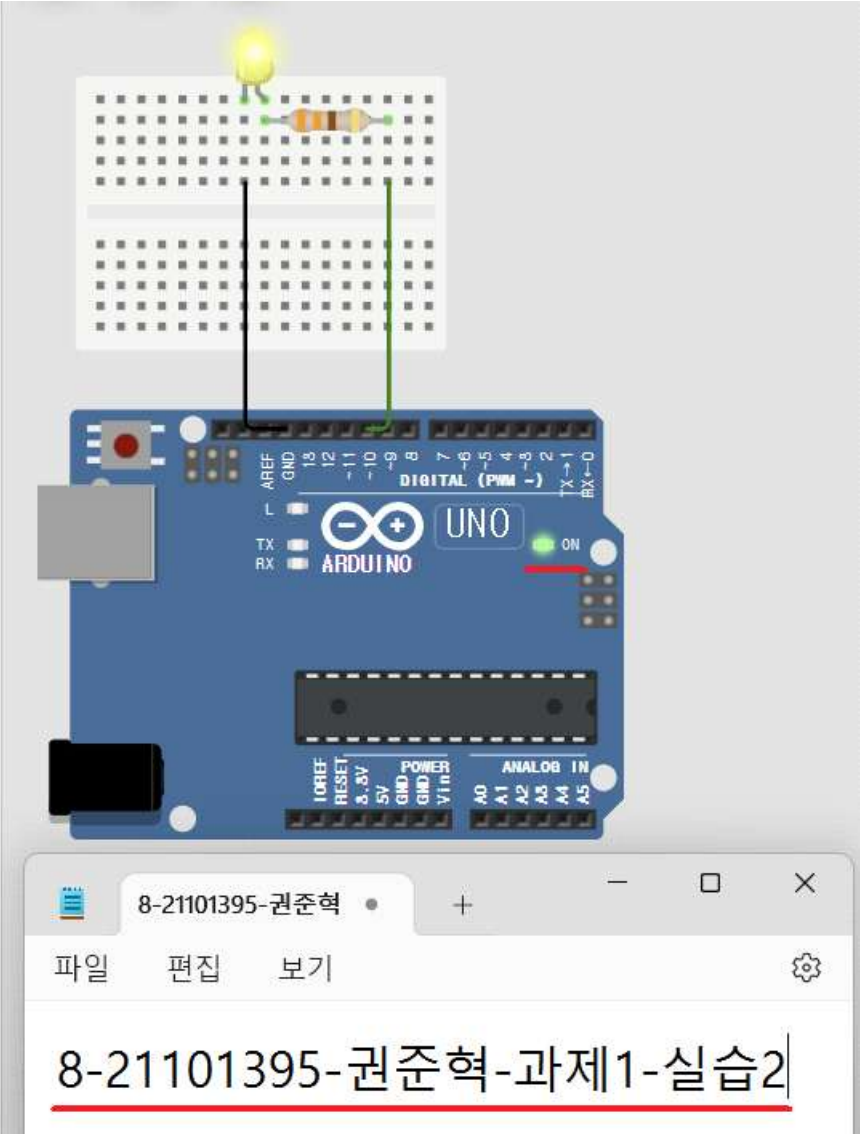 AREF
GND
13
12
~11
~10
~9
8
7
~6
~5
4
~3
2
TX→1
RX←0
DIGITAL (PWM ~)
L
TX
RX
UNO
ARDUINO
ON
POWER
ANALOG IN
IOREF
RESET
3.3V
5V
GND
GND
Vin
A0
A1
A2
A3
A4
A5
8-21101395-권준혁
파일 편집 보기
8-21101395-권준혁-과제1-실습2